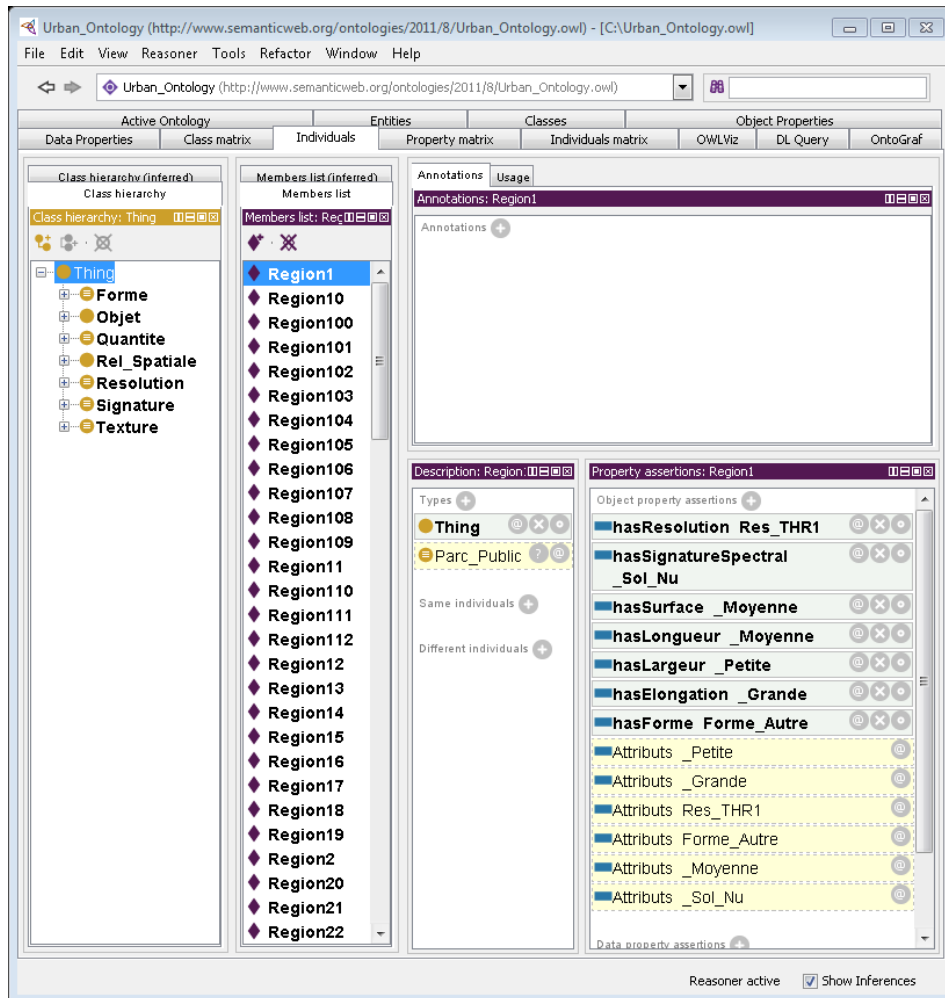 Urban_Ontology (http://www.semanticweb.org/ontologies/2011/8/Urban_Ontology.owl) - [C:\Urban_Ontology.owl]
File Edit View Reasoner Tools Refactor Window Help
Urban_Ontology (http://www.semanticweb.org/ontologies/2011/8/Urban_Ontology.owl)
Active Ontology Entities Classes Object Properties
Data Properties Class matrix Individuals Property matrix Individuals matrix OWLViz DL Query OntoGraf
Class hierarchy (inferred)
Class hierarchy
Class hierarchy: Thing
Thing
Forme
Objet
Quantite
Rel_Spatiale
Resolution
Signature
Texture
Members list (inferred)
Members list
Members list: Reg
Region1
Region10
Region100
Region101
Region102
Region103
Region104
Region105
Region106
Region107
Region108
Region109
Region11
Region110
Region111
Region112
Region12
Region13
Region14
Region15
Region16
Region17
Region18
Region19
Region2
Region20
Region21
Region22
Annotations Usage
Annotations: Region1
Annotations
Description: Region
Types
Thing
Parc_Public
Same individuals
Different individuals
Property assertions: Region1
Object property assertions
hasResolution Res_THR1
hasSignatureSpectral
_Sol_Nu
hasSurface _Moyenne
hasLongueur _Moyenne
hasLargeur _Petite
hasElongation _Grande
hasForme Forme_Autre
Attributs _Petite
Attributs _Grande
Attributs Res_THR1
Attributs Forme_Autre
Attributs _Moyenne
Attributs _Sol_Nu
Data property assertions
Reasoner active Show Inferences